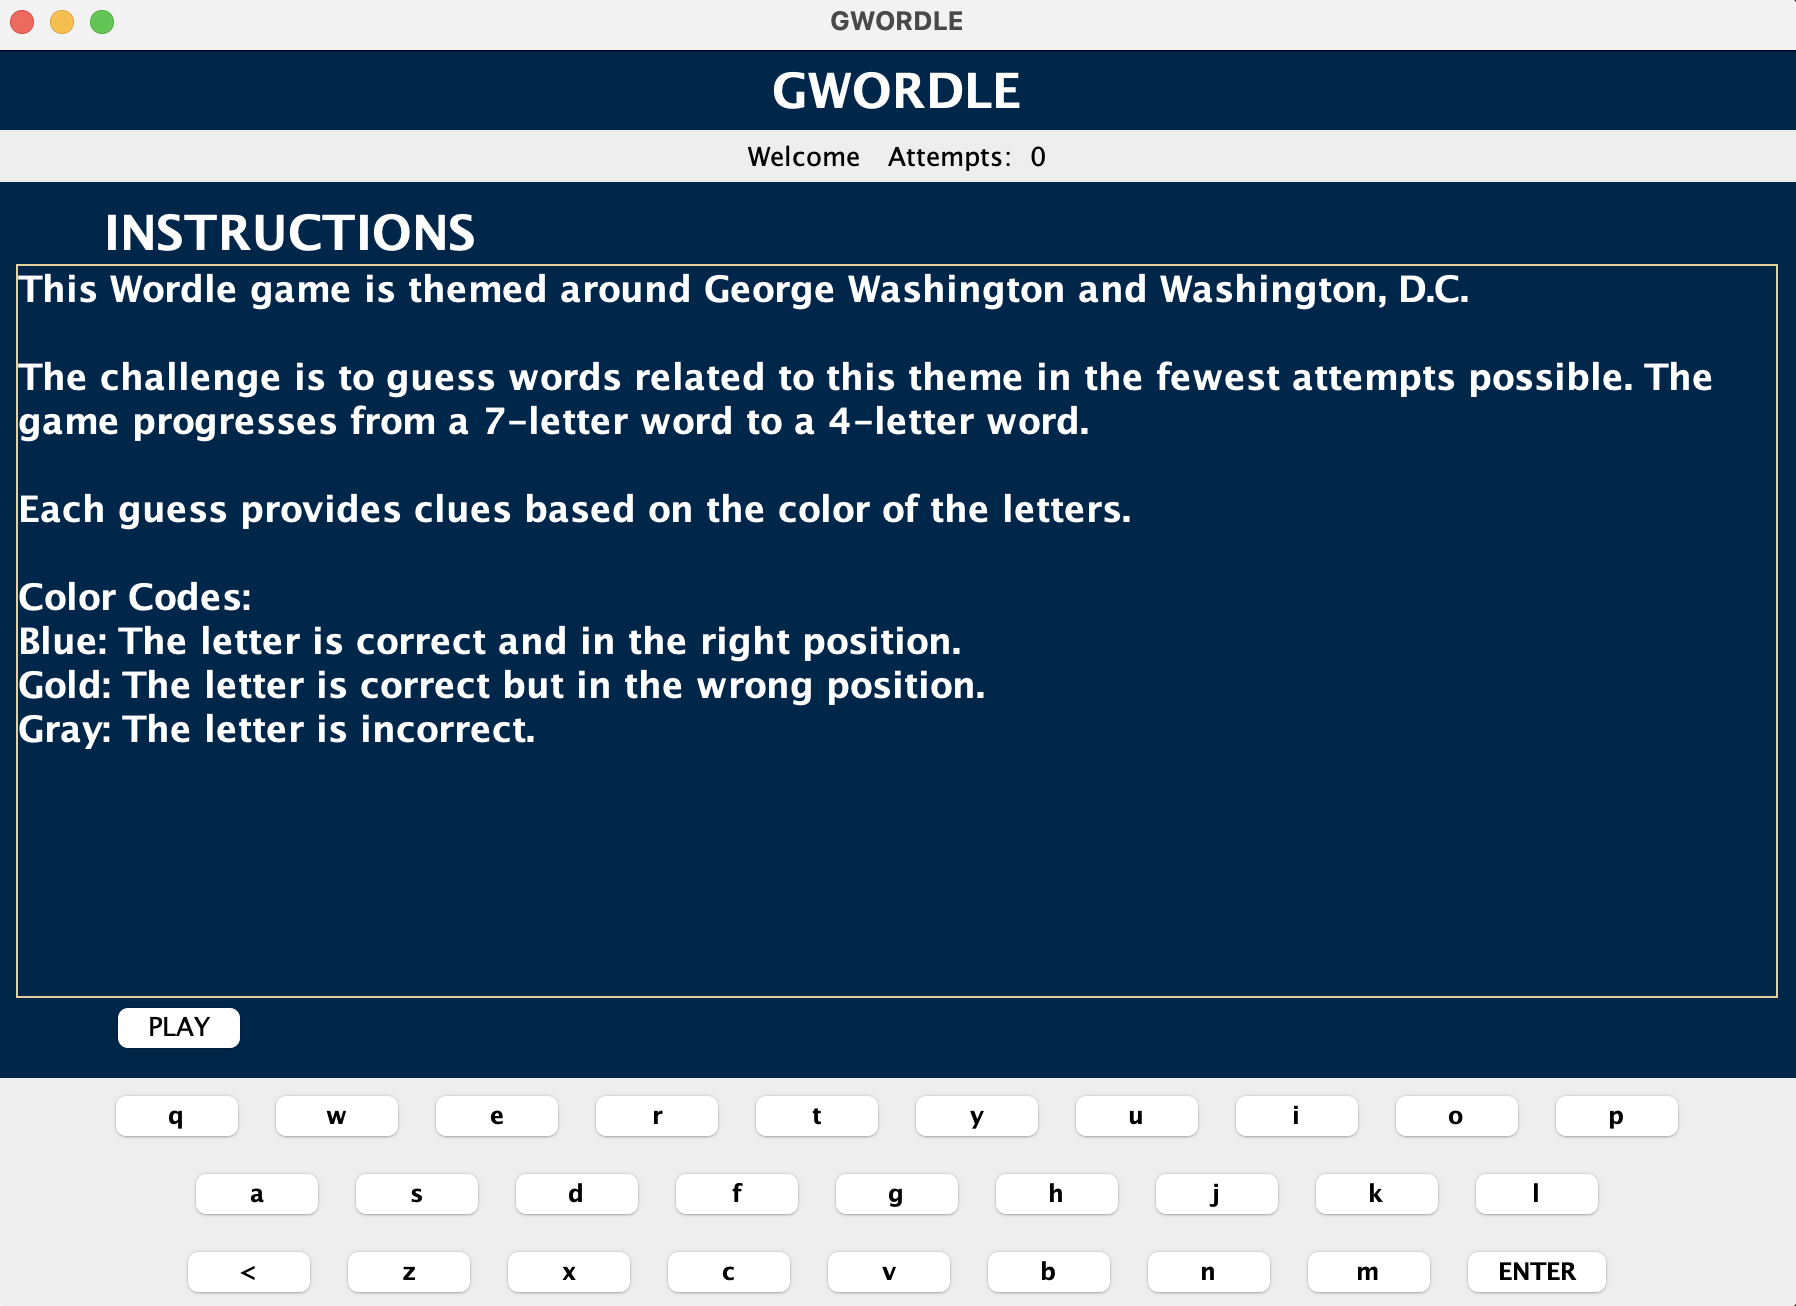 GWORDLE
GWORDLE
Welcome Attempts: 0
INSTRUCTIONS
This Wordle game is themed around George Washington and Washington, D.C.
The challenge is to guess words related to this theme in the fewest attempts possible. The
game progresses from a 7-letter word to a 4-letter word.
Each guess provides clues based on the color of the letters.
Color Codes:
Blue: The letter is correct and in the right position.
Gold: The letter is correct but in the wrong position.
Gray: The letter is incorrect.
PLAY
q w e r t y u i o p
a s d f g h j k l
< z x c v b n m ENTER